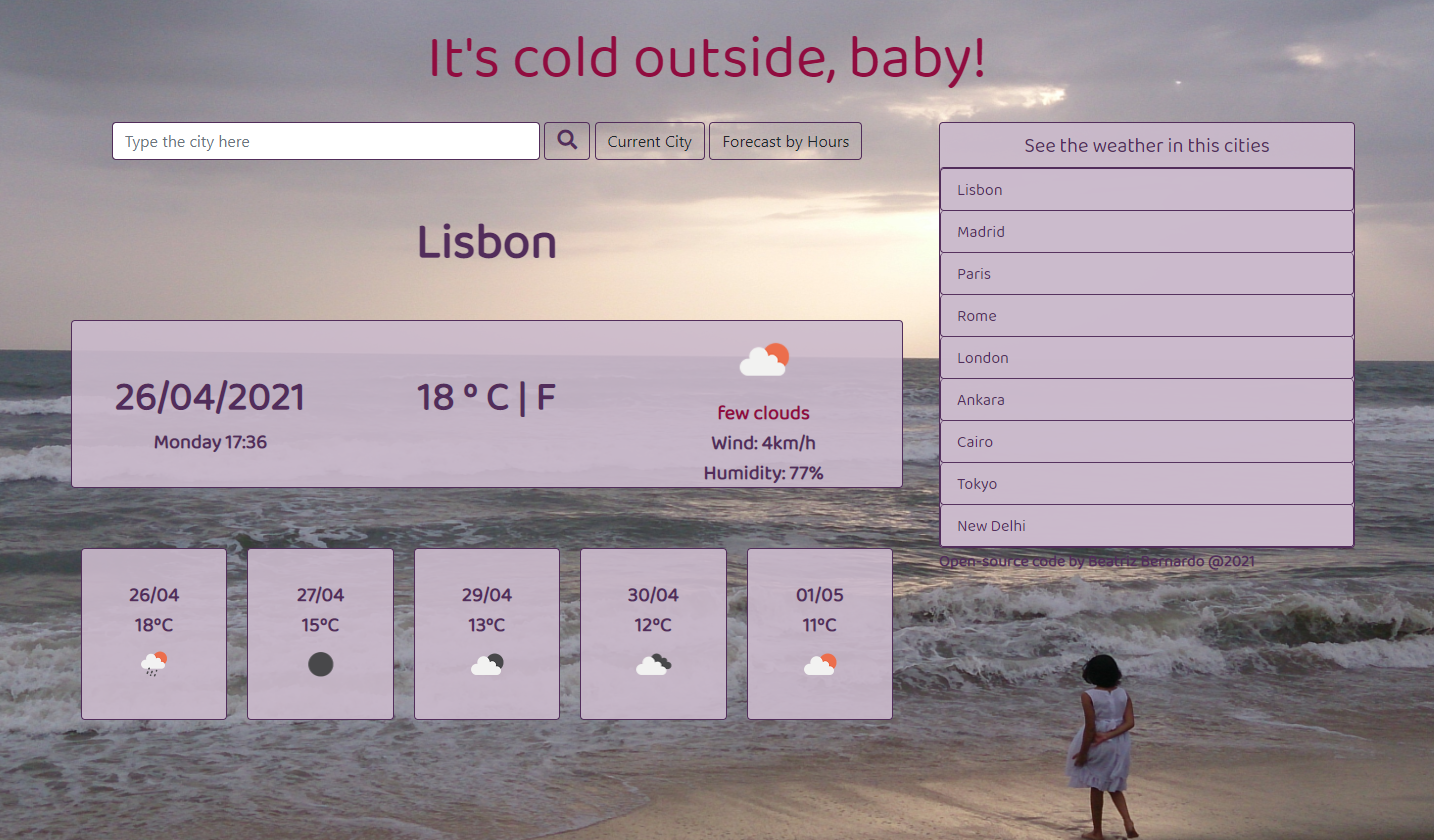 It's cold outside, baby!
Type the city here
Current City
Forecast by Hours
Lisbon
26/04/2021
Monday 17:36
18 º C | F
few clouds
Wind: 4km/h
Humidity: 77%
26/04
18ºC
27/04
15ºC
29/04
13ºC
30/04
12ºC
01/05
11ºC
See the weather in this cities
Lisbon
Madrid
Paris
Rome
London
Ankara
Cairo
Tokyo
New Delhi
Open-source code by Beatriz Bernardo @2021